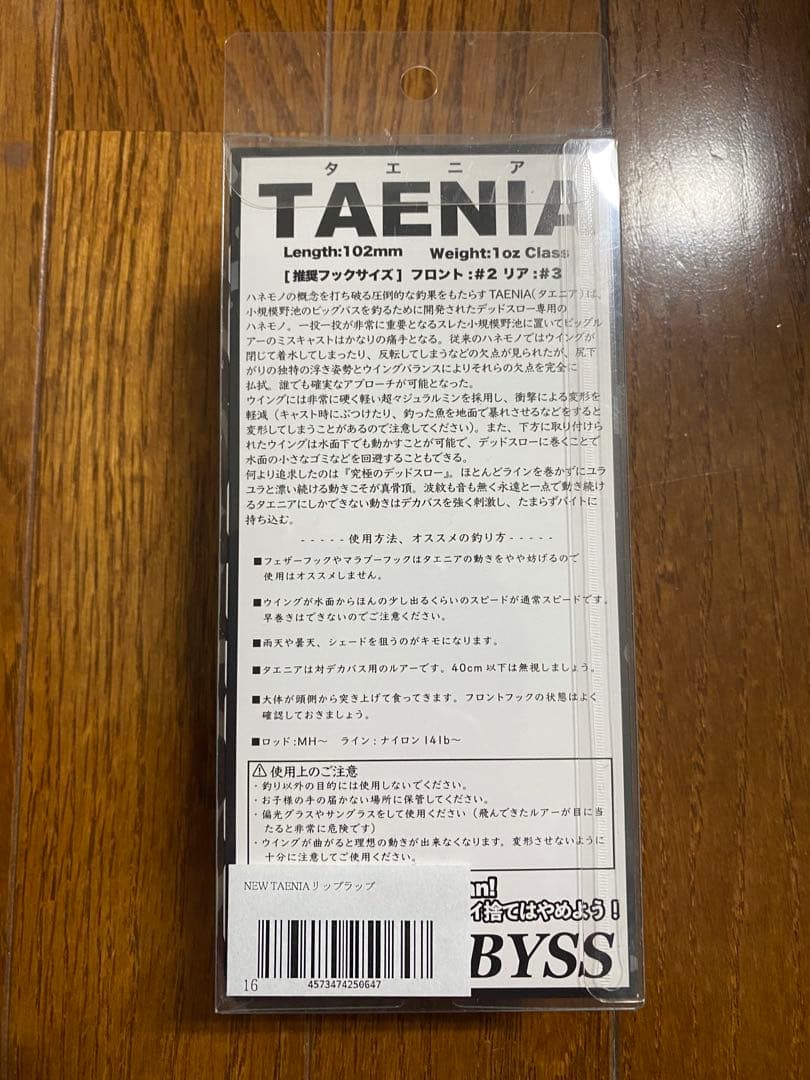 タエニア
TAENIA
Length:102mm Weight:1oz Class
[推奨フックサイズ] フロント:#2 リア:#3
ハネモノの概念を打ち破る圧倒的な釣果をもたらすTAENIA(タエニア)は、
小規模野池のビッグバスを釣るために開発されたデッドスロー専用の
ハネモノ。一投一投が非常に重要となるスレた小規模野池に置いてビッグル
アーのミスキャストはかなりの痛手となる。従来のハネモノではウイングが
閉じて着水してしまったり、反転してしまうなどの欠点が見られたが、尻下
がりの独特の浮き姿勢とウイングバランスによりそれらの欠点を完全に
払拭。誰でも確実なアプローチが可能となった。
ウイングには非常に硬く軽い超々ジュラルミンを採用し、衝撃による変形を
軽減(キャスト時にぶつけたり、釣った魚を地面で暴れさせるなどをすると
変形してしまうことがあるので注意してください)。また、下方に取り付けら
れたウイングは水面下でも動かすことが可能で、デッドスローに巻くことで
水面の小さなゴミなどを回避することもできる。
何より追求したのは『究極のデッドスロー』。ほとんどラインを巻かずにユラ
ユラと漂い続ける動きこそが真骨頂。波紋も音も無く永遠と一点で動き続け
るタエニアにしかできない動きはデカバスを強く刺激し、たまらずバイトに
持ち込む。
- - - - - 使用方法、オススメの釣り方 - - - - -
■フェザーフックやマラブーフックはタエニアの動きをやや妨げるので
使用はオススメしません。
■ウイングが水面からほんの少し出るくらいのスピードが通常スピードです。
早巻きはできないのでご注意ください。
■雨天や曇天、シェードを狙うのがキモになります。
■タエニアは対デカバス用のルアーです。40cm以下は無視しましょう。
■大体が頭側から突き上げて食ってきます。フロントフックの状態はよく
確認しておきましょう。
■ロッド:MH〜 ライン:ナイロン14lb〜
⚠使用上のご注意
・釣り以外の目的には使用しないでください。
・お子様の手の届かない場所に保管してください。
・偏光グラスやサングラスをして使用ください(飛んできたルアーが目に当
たると非常に危険です)
・ウイングが曲がると理想の動きが出来なくなります。変形させないように
十分に注意してご使用ください。
NEW TAENIAリップラップ
an!
イ捨てはやめよう!
BYSS
16 4573474250647